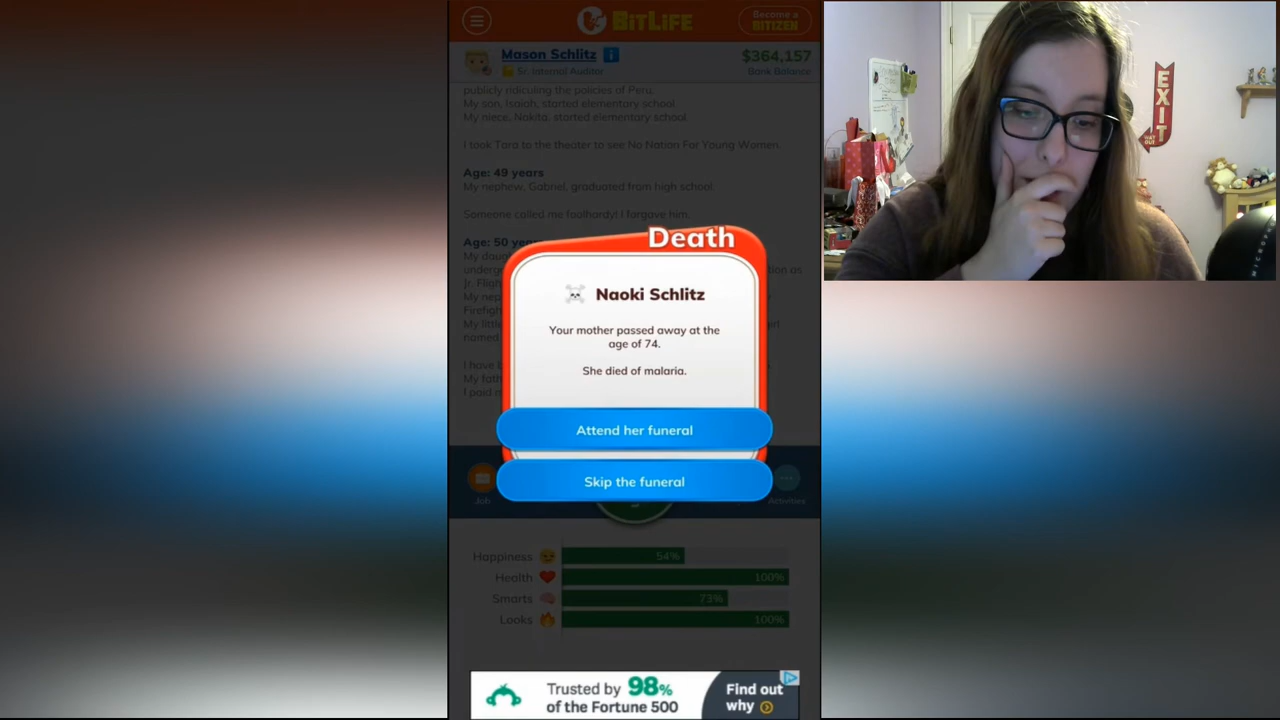 BitLife
Become a
BITIZEN
Mason Schlitz
$364,157
Sr. Internal Auditor
Bank Balance
publicly ridiculing the policies of Peru.
My son, Isaiah, started elementary school
My niece, Nakita, started elementary school
I took Tara to the theater to see No Nation For Young Women.
Age: 49 years
My nephew, Gabriel, graduated from high school
Someone called me foolhardy! I forgave him.
Age: 50 years
Death
Naoki Schlitz
Your mother passed away at the
age of 74.
She died of malaria.
Attend her funeral
Skip the funeral
Job
Activities
Happiness 54%
Health 100%
Smarts 73%
Looks 100%
Trusted by 98%
of the Fortune 500
Find out
why
EXIT
WAY
OUT